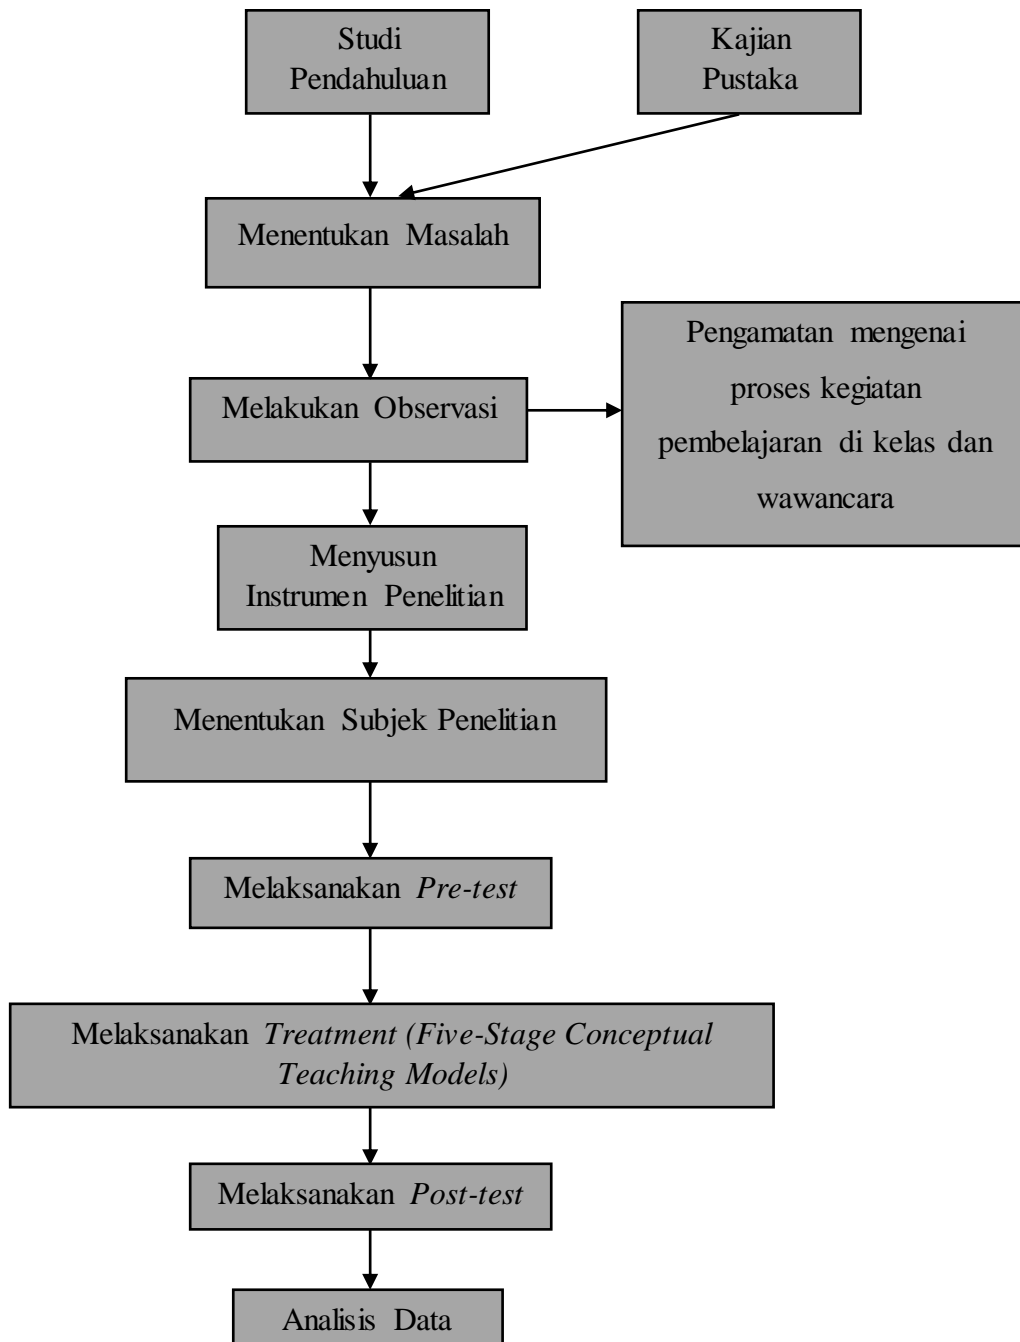 Studi
Pendahuluan
Kajian
Pustaka
Menentukan Masalah
Melakukan Observasi
Pengamatan mengenai
proses kegiatan
pembelajaran di kelas dan
wawancara
Menyusun
Instrumen Penelitian
Menentukan Subjek Penelitian
Melaksanakan Pre-test
Melaksanakan Treatment (Five-Stage Conceptual
Teaching Models)
Melaksanakan Post-test
Analisis Data